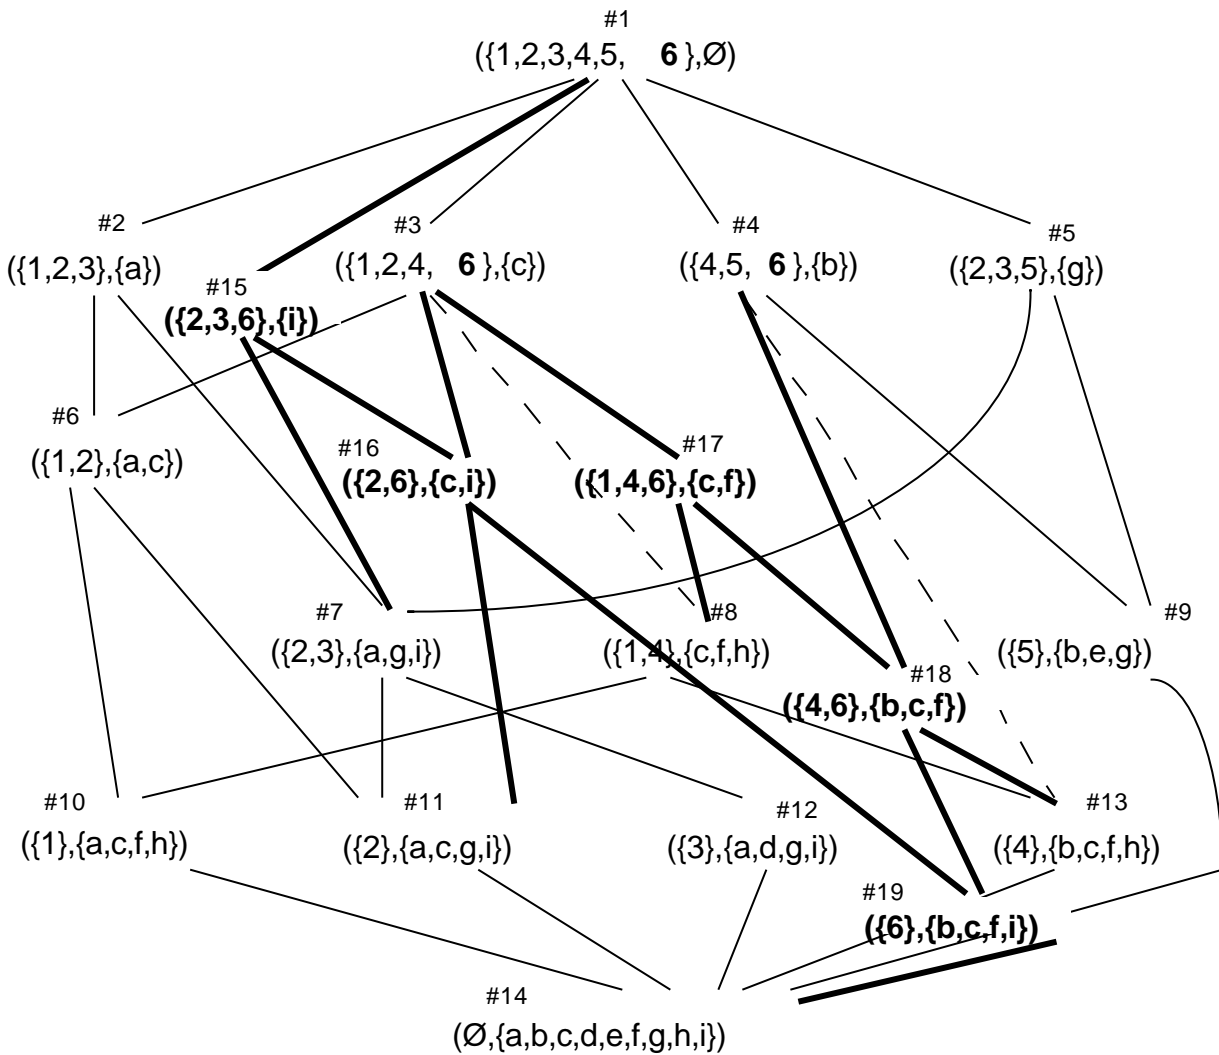 #1
({1,2,3,4,5, 6 },Ø)
#2
({1,2,3},{a})
#15
({2,3,6},{i})
#3
({1,2,4, 6 },{c})
#4
({4,5, 6 },{b})
#5
({2,3,5},{g})
#6
({1,2},{a,c})
#16
({2,6},{c,i})
#17
({1,4,6},{c,f})
#7
({2,3},{a,g,i})
#8
({1,4},{c,f,h})
#9
({5},{b,e,g})
#18
({4,6},{b,c,f})
#10
({1},{a,c,f,h})
#11
({2},{a,c,g,i})
#12
({3},{a,d,g,i})
#13
({4},{b,c,f,h})
#19
({6},{b,c,f,i})
#14
(Ø,{a,b,c,d,e,f,g,h,i})